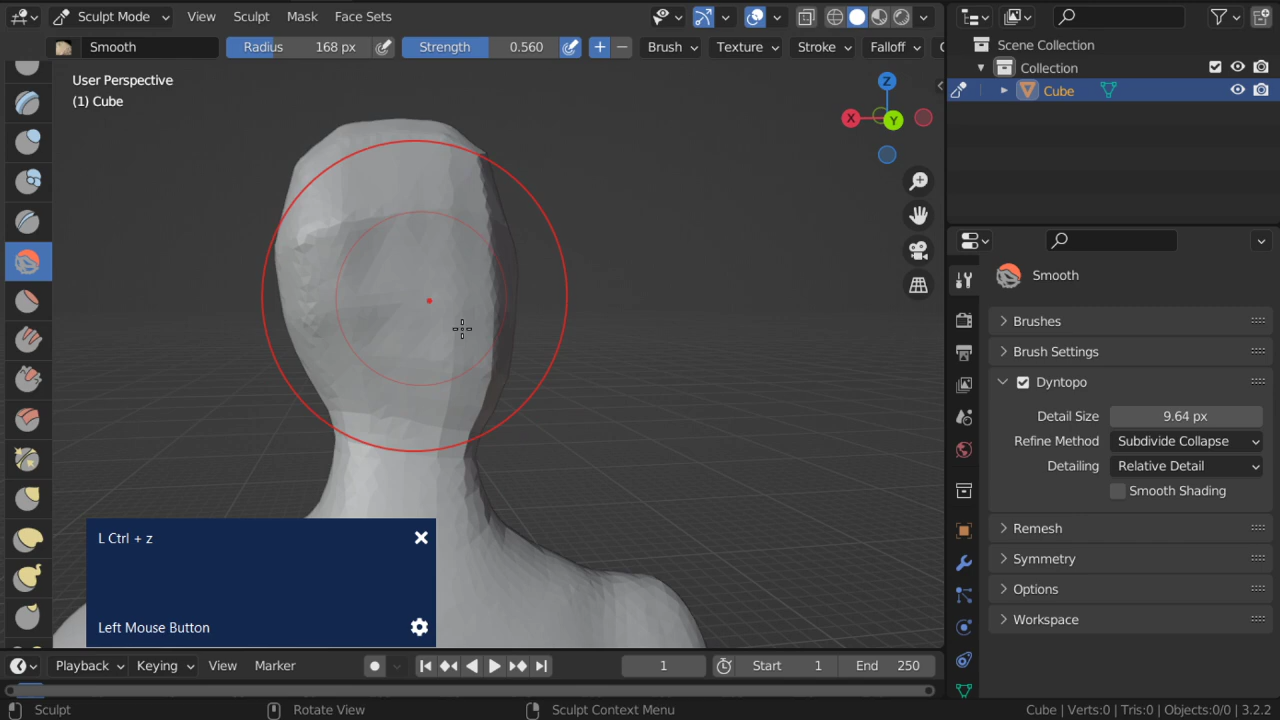 Sculpt Mode View Sculpt Mask Face Sets
Smooth Radius 168 px Strength 0.560 Brush Texture Stroke Falloff
User Perspective
(1) Cube
Z
X Y
Scene Collection
Collection
Cube
Smooth
Brushes
Brush Settings
Dyntopo
Detail Size 9.64 px
Refine Method Subdivide Collapse
Detailing Relative Detail
Smooth Shading
Remesh
Symmetry
Options
Workspace
L Ctrl + z
Left Mouse Button
Playback Keying View Marker 1 Start 1 End 250
Sculpt Rotate View Sculpt Context Menu Cube | Verts:0 | Tris:0 | Objects:0/0 | 3.2.2